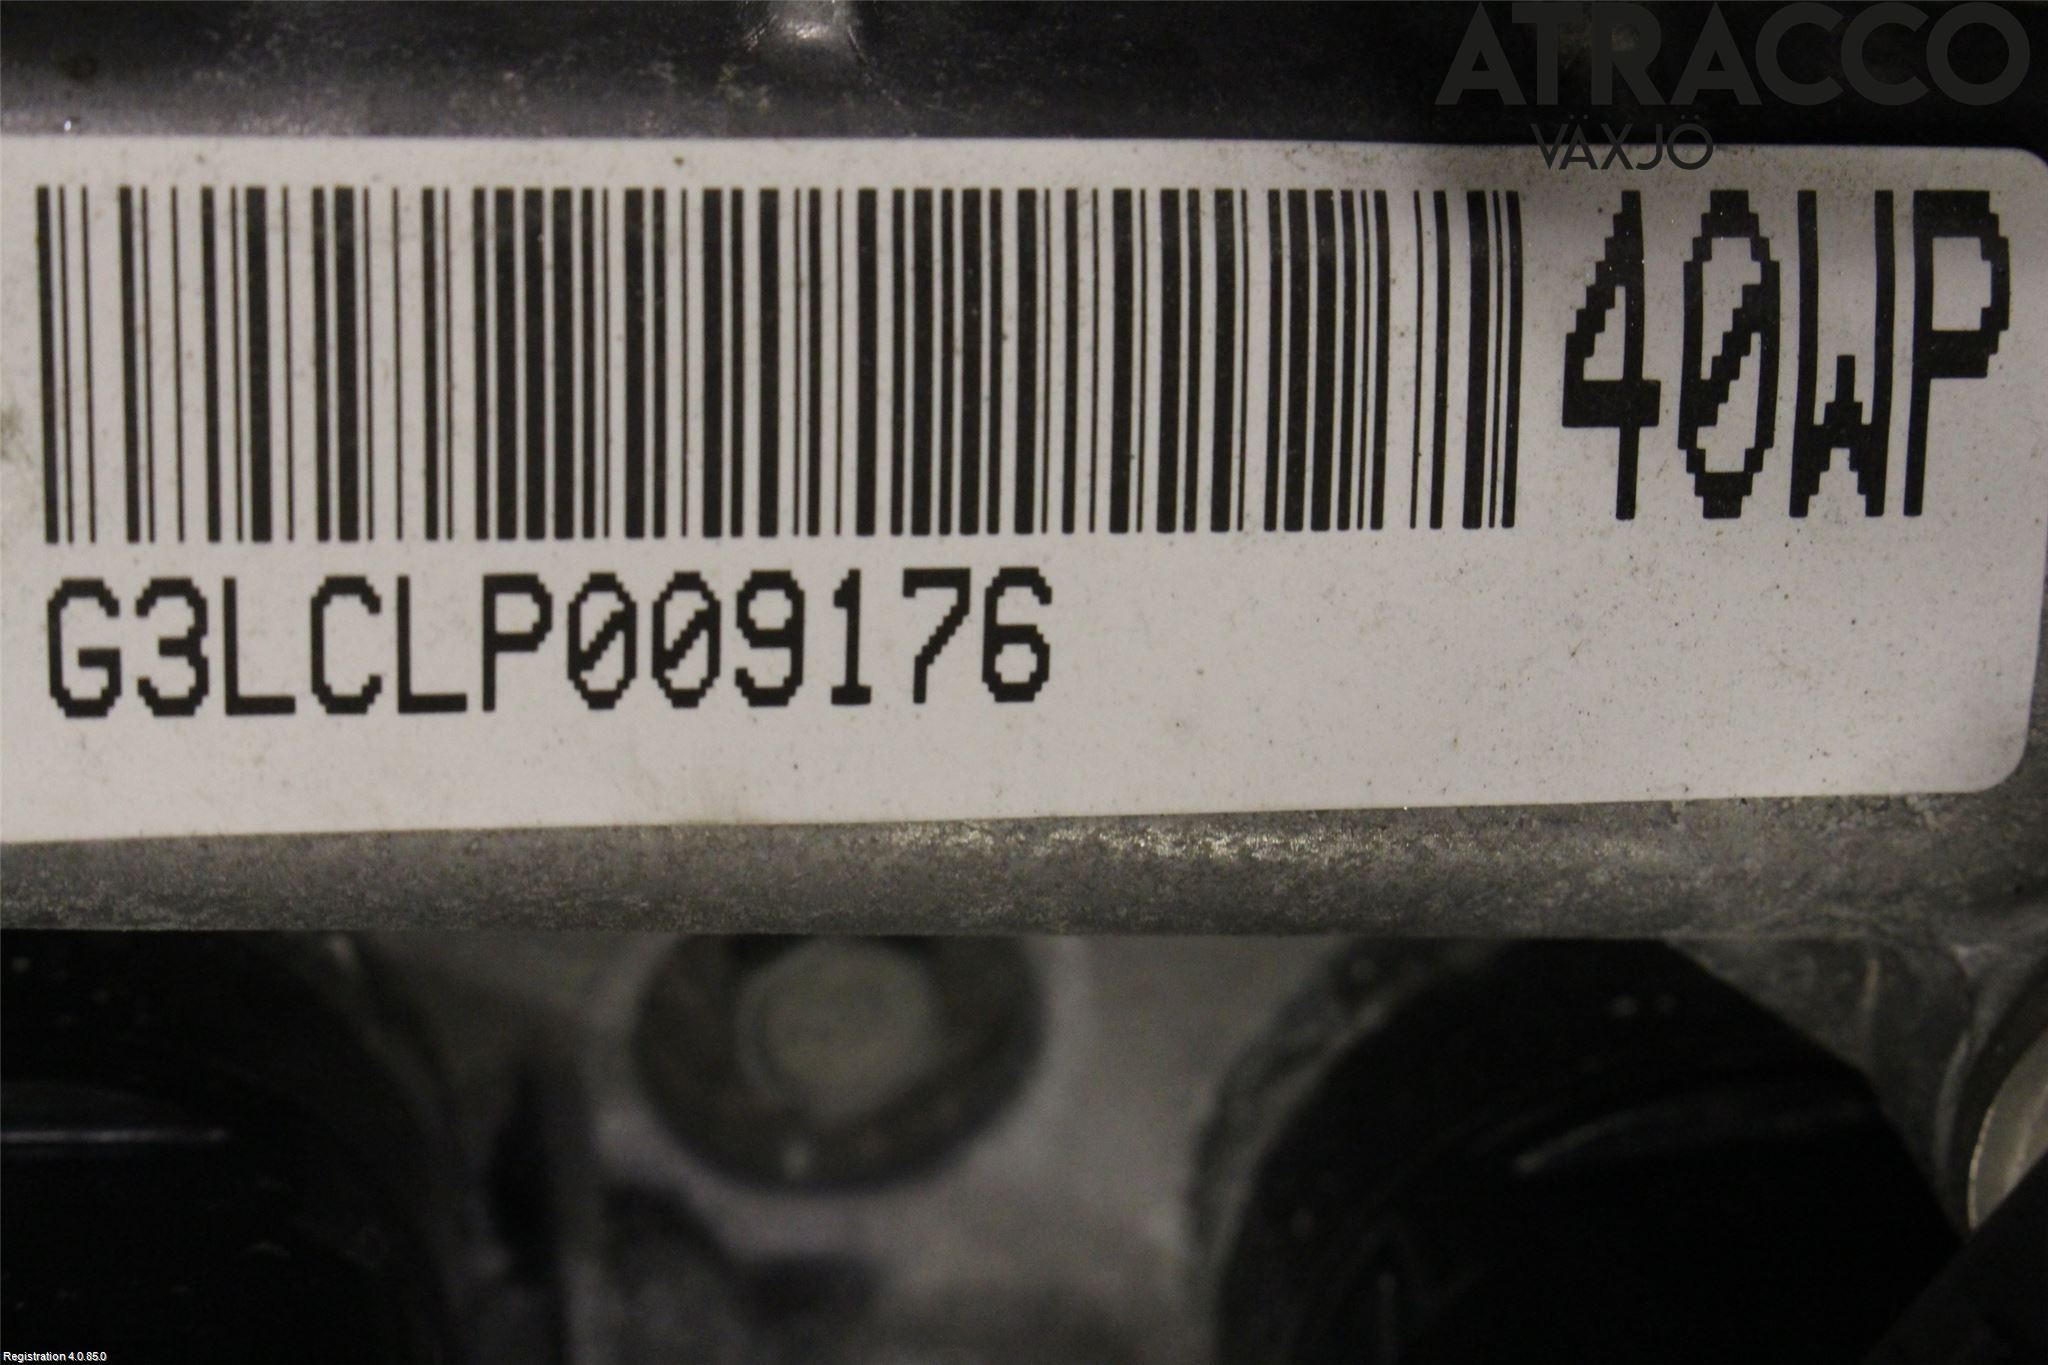 ATRACCO
VÄXJÖ
40WP
G3LCLP009176
Registration 4.0.85.0